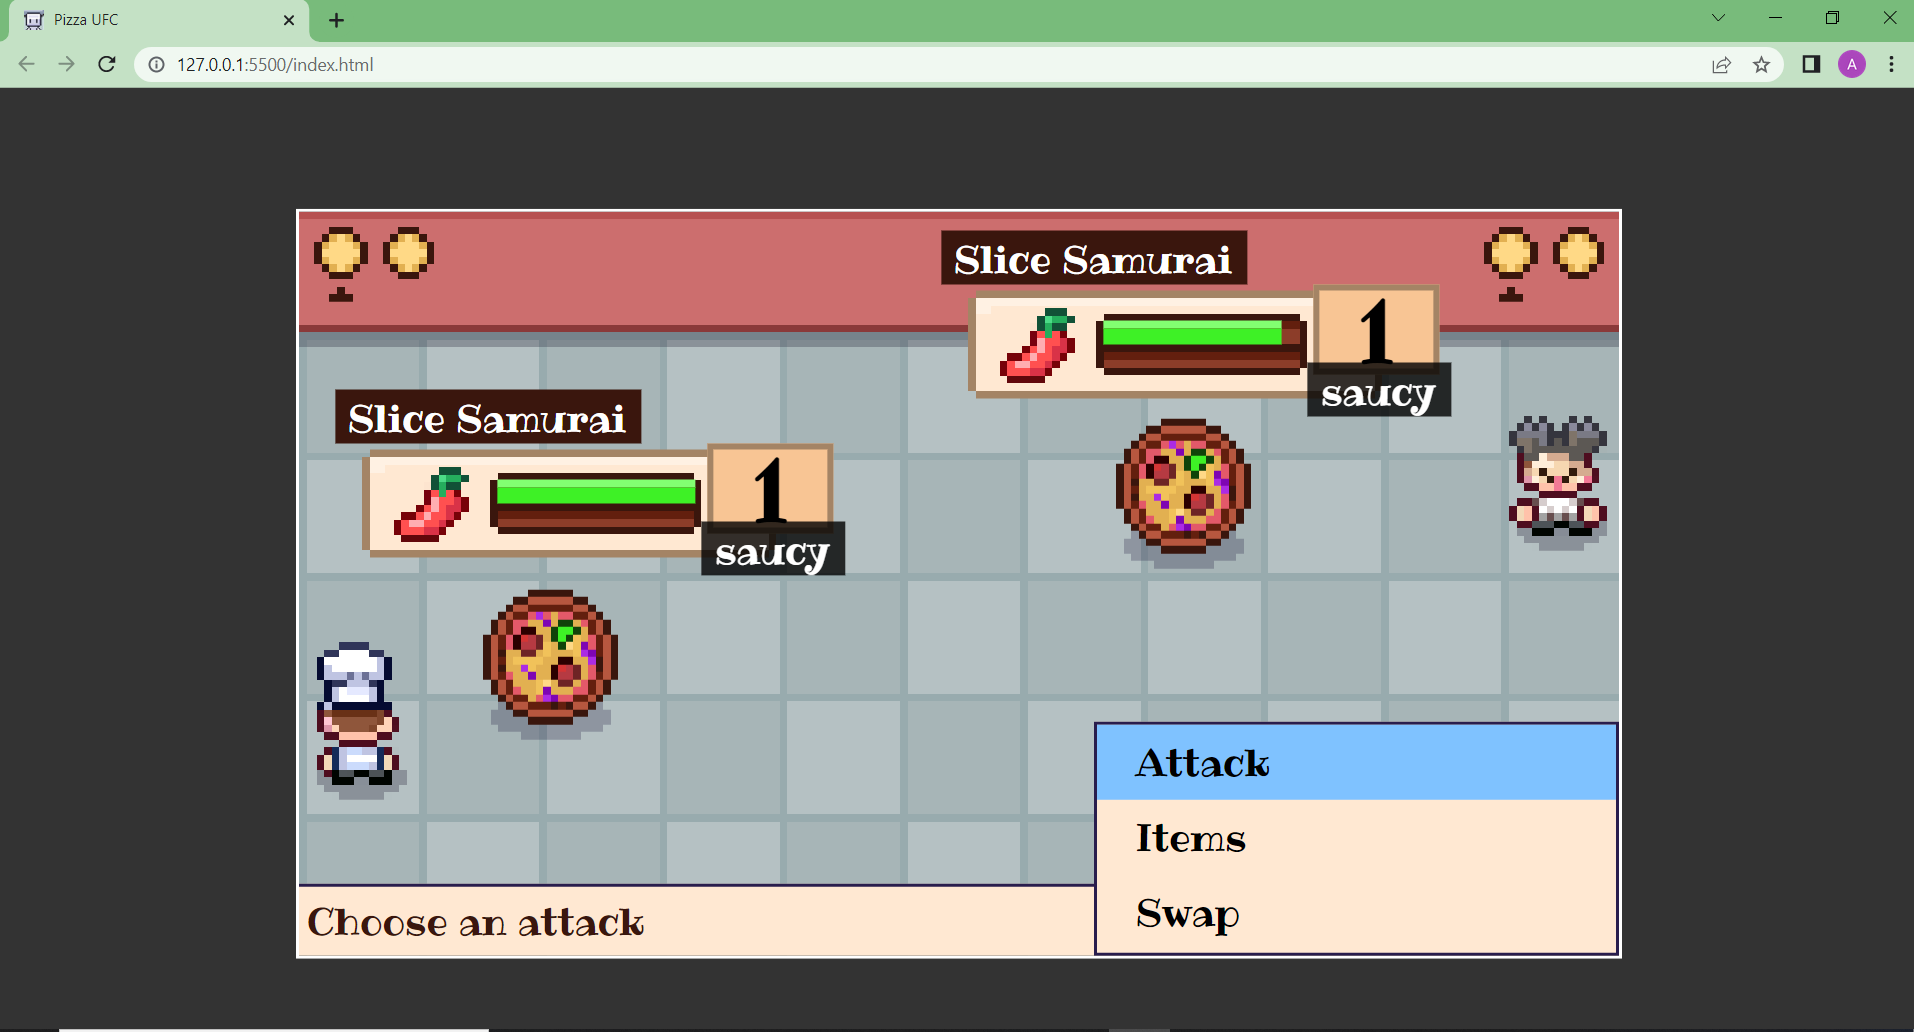 Pizza UFC
127.0.0.1:5500/index.html
A
Slice Samurai
1
saucy
Slice Samurai
1
saucy
Attack
Items
Swap
Choose an attack